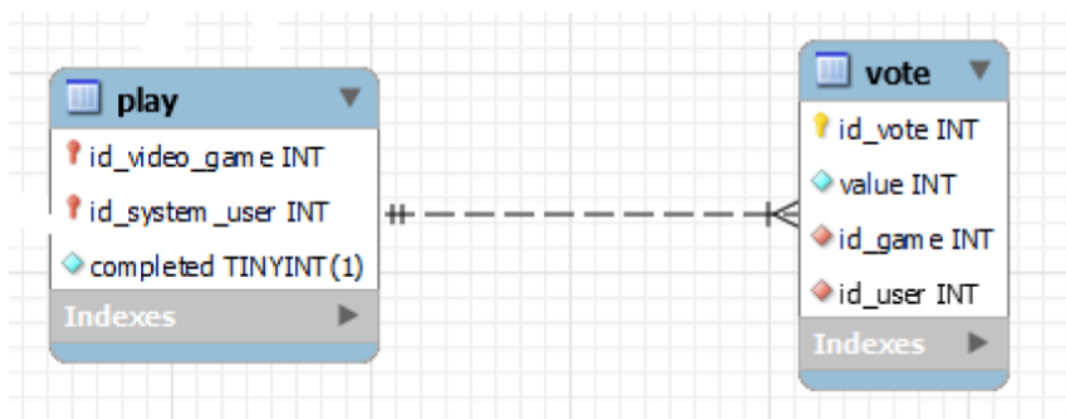 play
id_video_game INT
id_system_user INT
completed TINYINT(1)
Indexes
vote
id_vote INT
value INT
id_game INT
id_user INT
Indexes